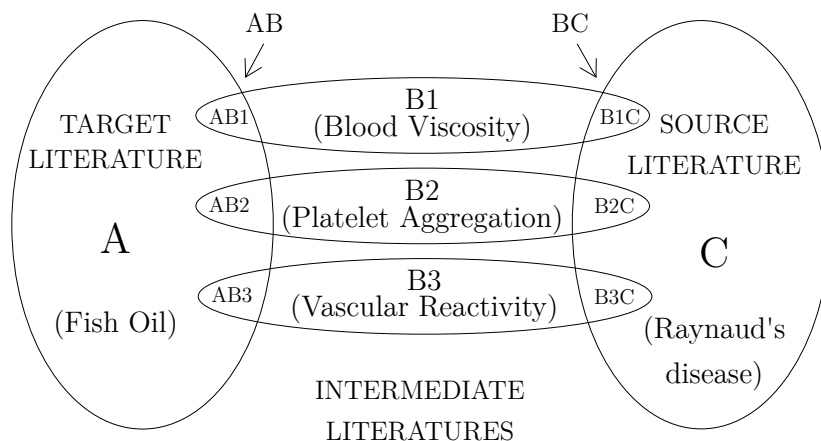 AB
BC
TARGET
LITERATURE
AB1
B1
(Blood Viscosity)
B1C
SOURCE
LITERATURE
AB2
B2
(Platelet Aggregation)
B2C
A
C
AB3
B3
(Vascular Reactivity)
B3C
(Fish Oil)
(Raynaud's
disease)
INTERMEDIATE
LITERATURES